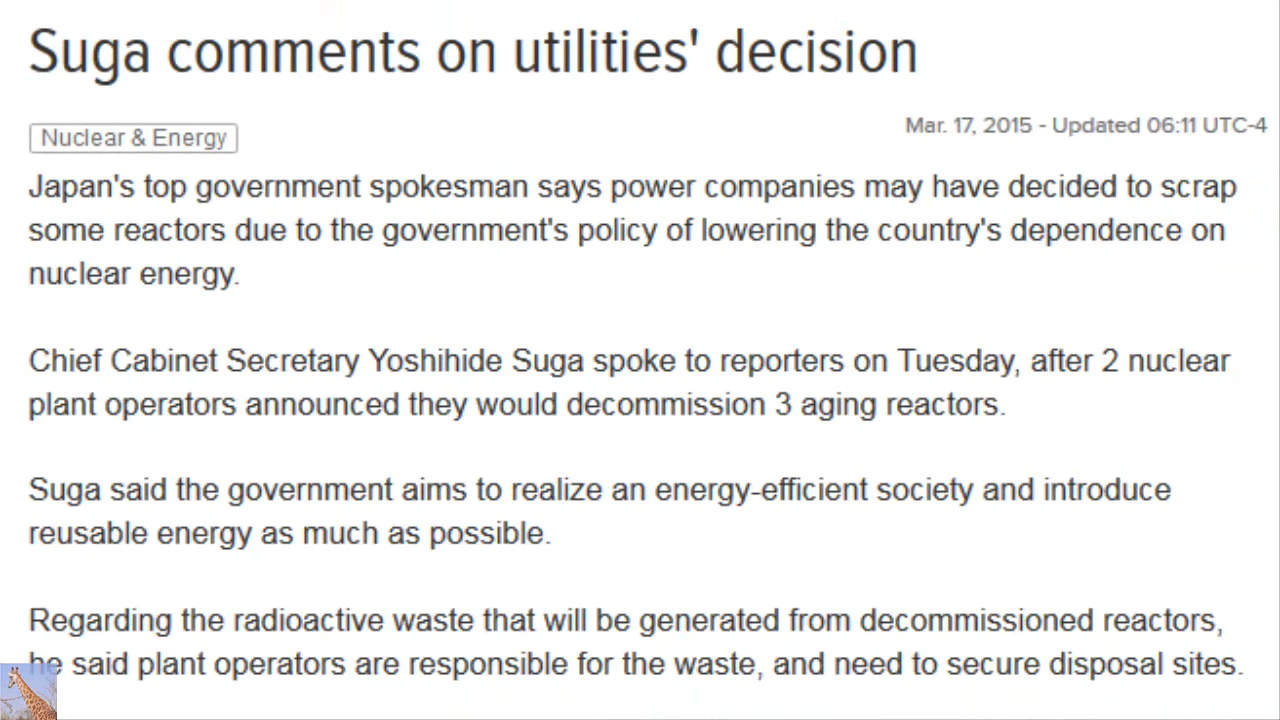 Suga comments on utilities' decision
Nuclear & Energy
Mar. 17, 2015 - Updated 06:11 UTC-4
Japan's top government spokesman says power companies may have decided to scrap
some reactors due to the government's policy of lowering the country's dependence on
nuclear energy.
Chief Cabinet Secretary Yoshihide Suga spoke to reporters on Tuesday, after 2 nuclear
plant operators announced they would decommission 3 aging reactors.
Suga said the government aims to realize an energy-efficient society and introduce
reusable energy as much as possible.
Regarding the radioactive waste that will be generated from decommissioned reactors,
he said plant operators are responsible for the waste, and need to secure disposal sites.